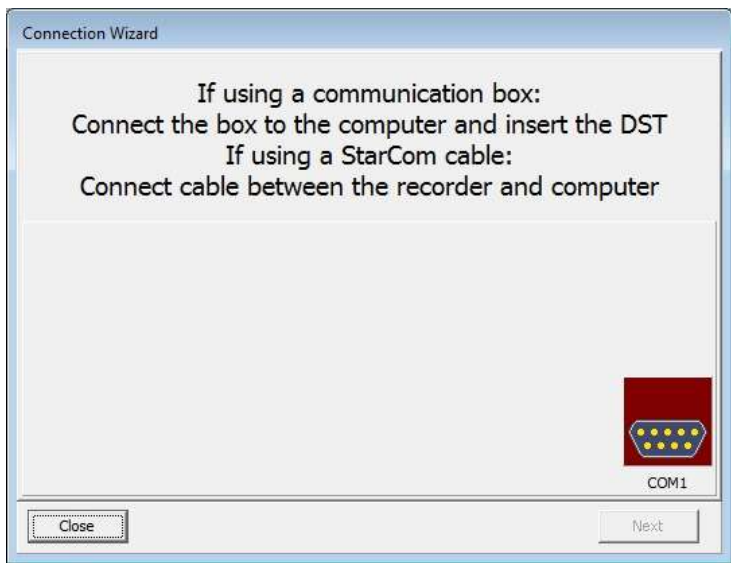 Connection Wizard
If using a communication box:
Connect the box to the computer and insert the DST
If using a StarCom cable:
Connect cable between the recorder and computer
COM1
Close
Next